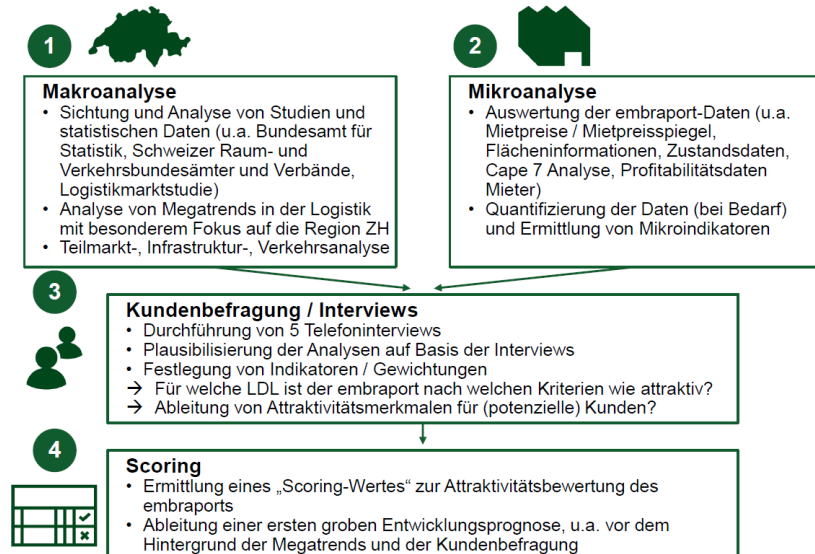 1
2
Makroanalyse
• Sichtung und Analyse von Studien und
statistischen Daten (u.a. Bundesamt für
Statistik, Schweizer Raum- und
Verkehrsbundesämter und Verbände,
Logistikmarktstudie)
• Analyse von Megatrends in der Logistik
mit besonderem Fokus auf die Region ZH
• Teilmarkt-, Infrastruktur-, Verkehrsanalyse
Mikroanalyse
• Auswertung der embraport-Daten (u.a.
Mietpreise / Mietpreisspiegel,
Flächeninformationen, Zustandsdaten,
Cape 7 Analyse, Profitabilitätsdaten
Mieter)
• Quantifizierung der Daten (bei Bedarf)
und Ermittlung von Mikroindikatoren
3
Kundenbefragung / Interviews
• Durchführung von 5 Telefoninterviews
• Plausibilisierung der Analysen auf Basis der Interviews
• Festlegung von Indikatoren / Gewichtungen
→ Für welche LDL ist der embraport nach welchen Kriterien wie attraktiv?
→ Ableitung von Attraktivitätsmerkmalen für (potenzielle) Kunden?
4
Scoring
• Ermittlung eines „Scoring-Wertes“ zur Attraktivitätsbewertung des
embraports
• Ableitung einer ersten groben Entwicklungsprognose, u.a. vor dem
Hintergrund der Megatrends und der Kundenbefragung